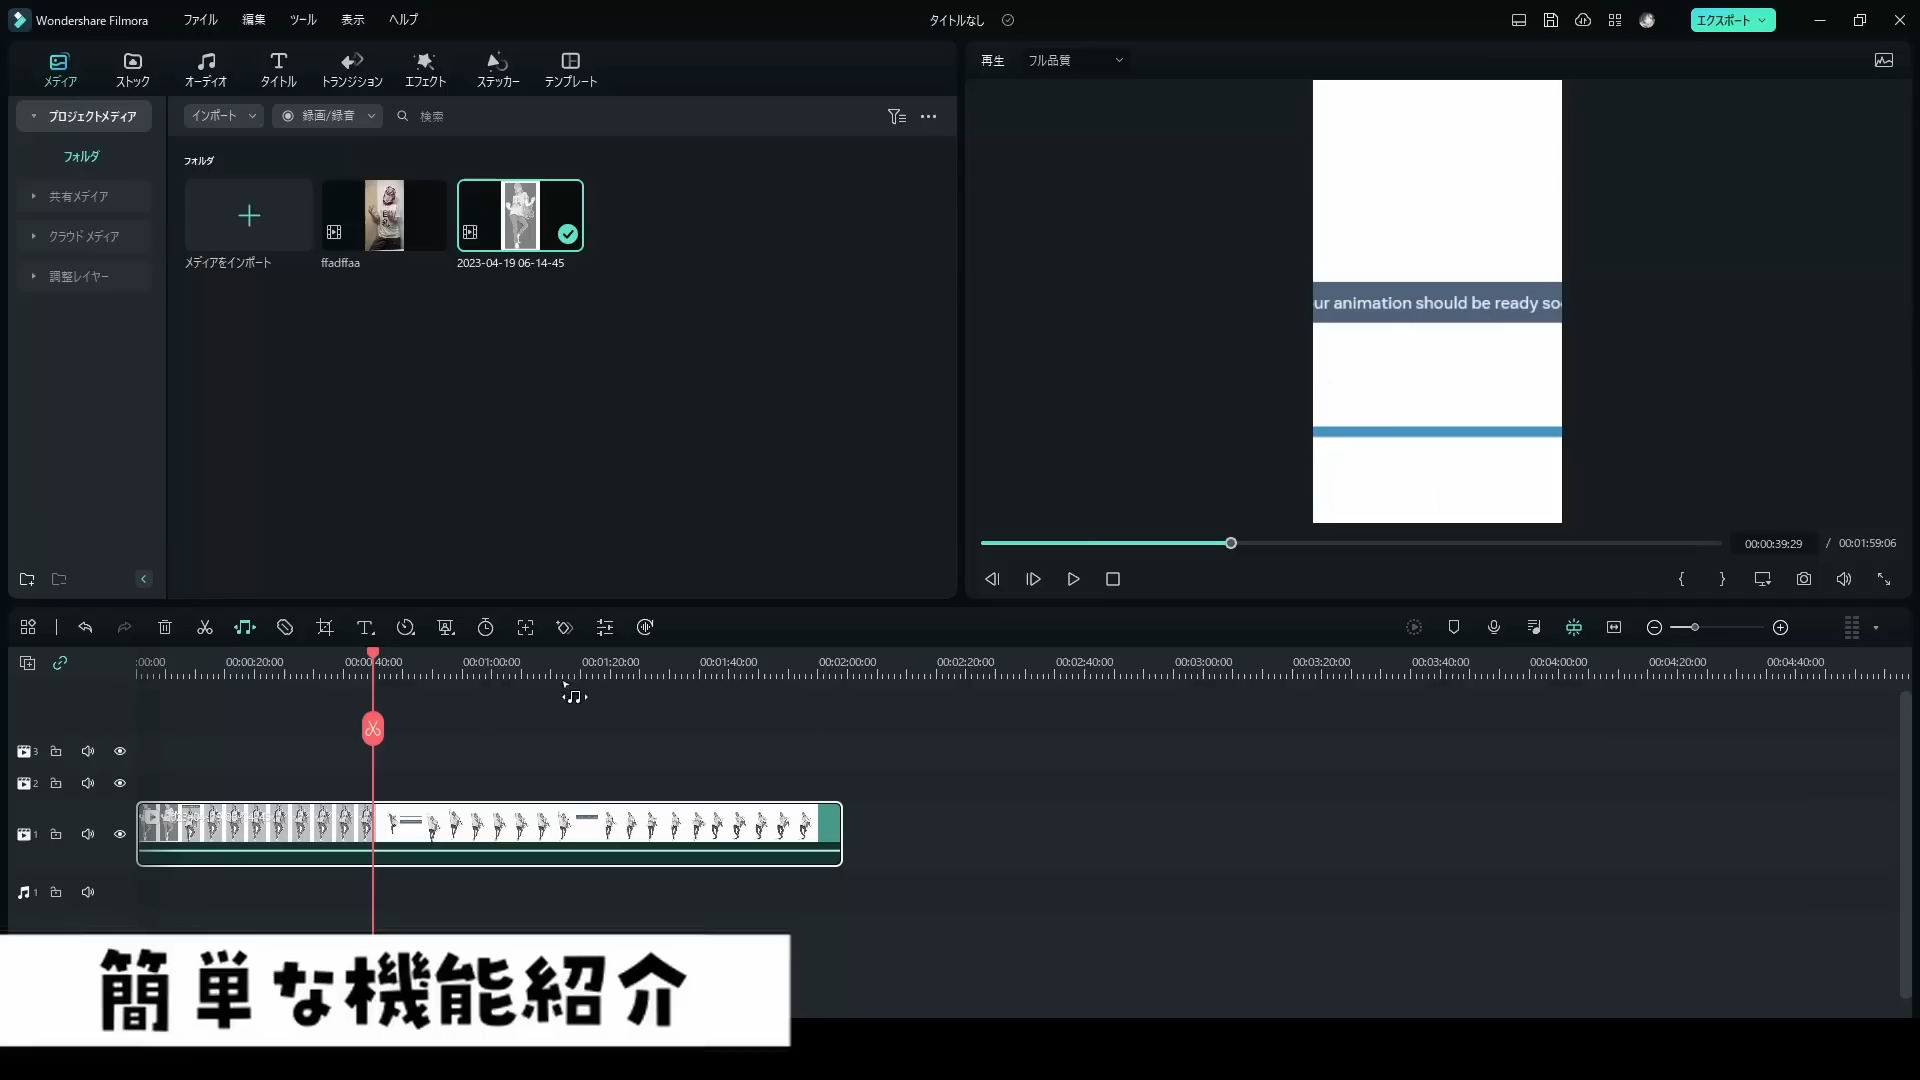 Wondershare Filmora
ファイル 編集 ツール 表示 ヘルプ
タイトルなし
エクスポート
メディア ストック オーディオ タイトル トランジション エフェクト ステッカー テンプレート
再生 フル品質
プロジェクトメディア
インポート 録画/録音 検索
フォルダ
フォルダ
共有メディア
クラウドメディア
調整レイヤー
メディアをインポート
ffadffaa
2023-04-19 06-14-45
ur animation should be ready so
00:00:39:29 / 00:01:59:06
:00:00 00:00:20:00 00:00:40:00 00:01:00:00 00:01:20:00 00:01:40:00 00:02:00:00 00:02:20:00 00:02:40:00 00:03:00:00 00:03:20:00 00:03:40:00 00:04:00:00 00:04:20:00 00:04:40:00
3
2
1
1
簡単な機能紹介